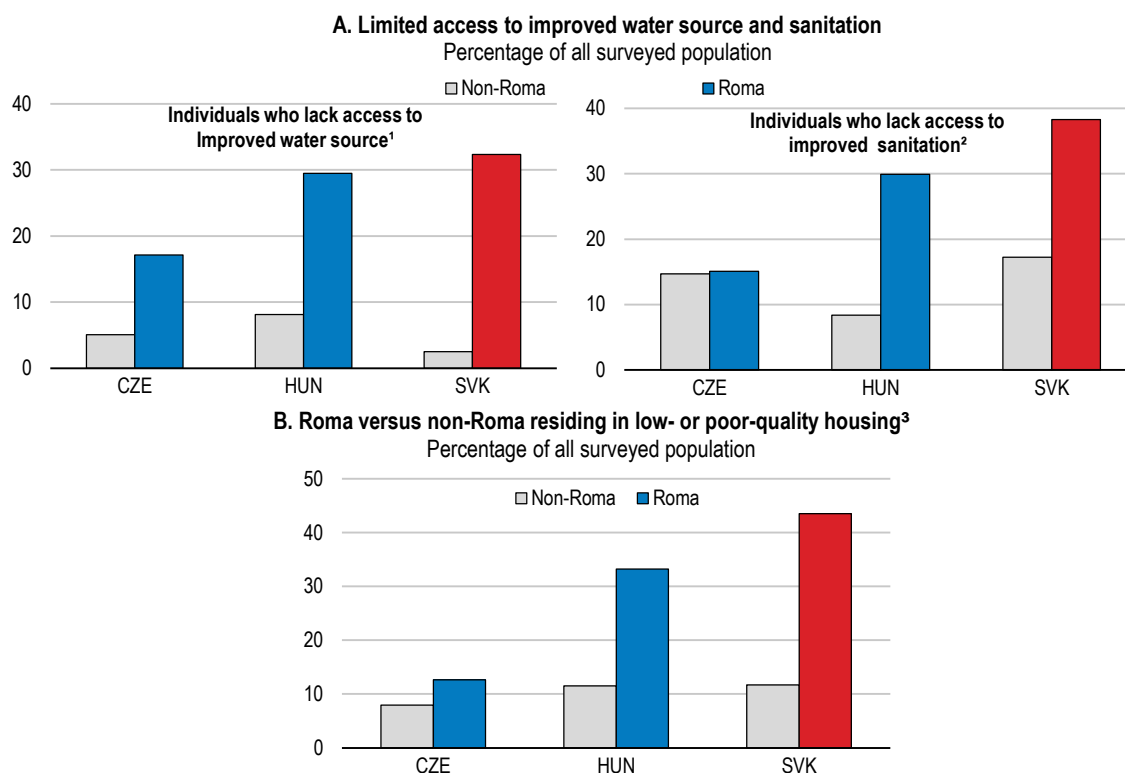 A. Limited access to improved water source and sanitation
Percentage of all surveyed population
Non-Roma Roma
Individuals who lack access to
Improved water source¹
40
30
20
10
0
CZE HUN SVK
Individuals who lack access to
improved sanitation²
40
30
20
10
0
CZE HUN SVK
B. Roma versus non-Roma residing in low- or poor-quality housing³
Percentage of all surveyed population
Non-Roma Roma
50
40
30
20
10
0
CZE HUN SVK